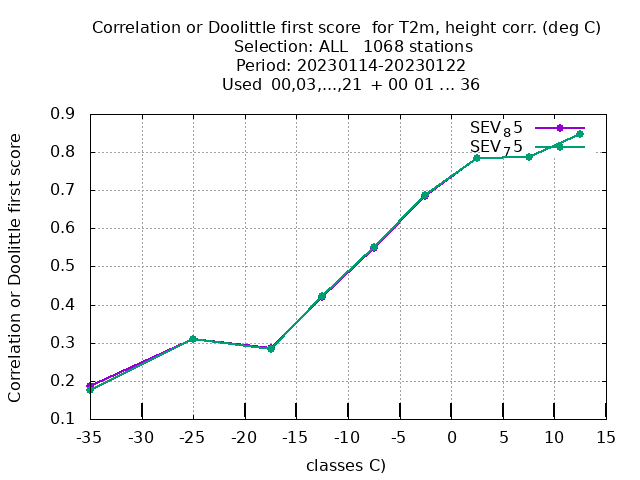 Correlation or Doolittle first score  for T2m, height corr. (deg C)
Selection: ALL   1068 stations
Period: 20230114-20230122
Used  00,03,...,21  + 00 01 ... 36
Correlation or Doolittle first score
0.9
0.8
0.7
0.6
0.5
0.4
0.3
0.2
0.1
SEV85
SEV75
-35 -30 -25 -20 -15 -10 -5 0 5 10 15
classes C)